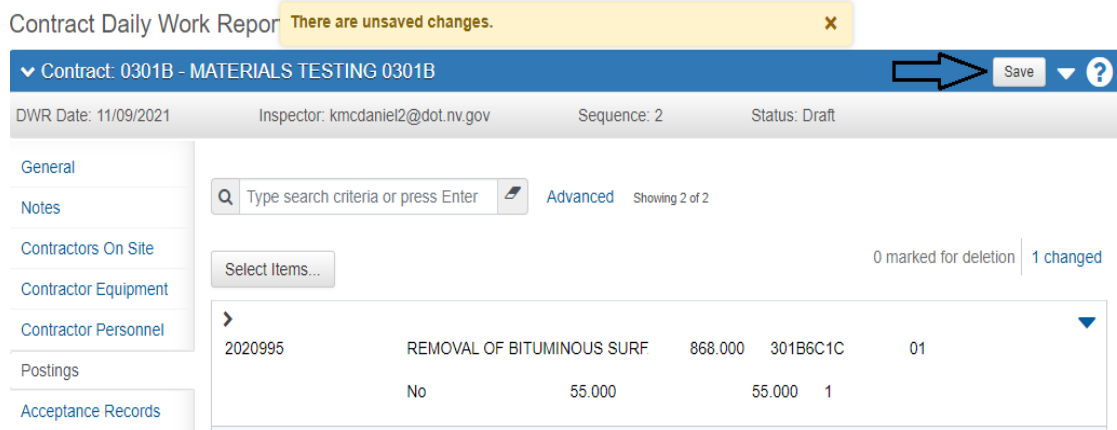 Contract Daily Work Repor
There are unsaved changes. ×
Contract: 0301B - MATERIALS TESTING 0301B Save ?
DWR Date: 11/09/2021 Inspector: kmcdaniel2@dot.nv.gov Sequence: 2 Status: Draft
General
Notes
Contractors On Site
Contractor Equipment
Contractor Personnel
Postings
Acceptance Records
Type search criteria or press Enter Advanced Showing 2 of 2
Select Items... 0 marked for deletion 1 changed
2020995 REMOVAL OF BITUMINOUS SURF 868.000 301B6C1C 01
No 55.000 55.000 1